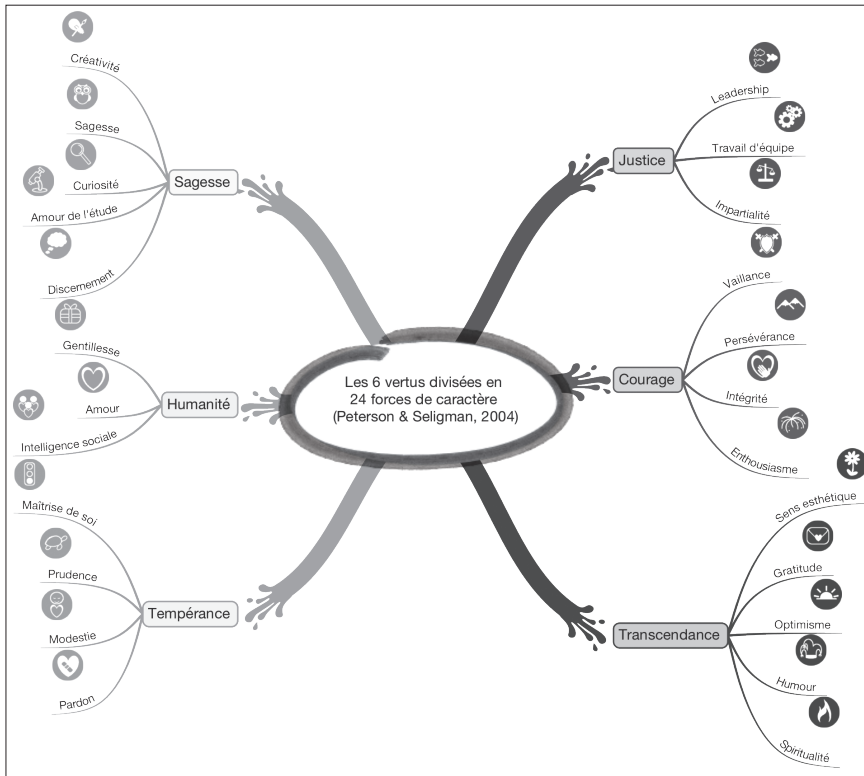 Les 6 vertus divisées en
24 forces de caractère
(Peterson & Seligman, 2004)
Sagesse
Créativité
Sagesse
Curiosité
Amour de l'étude
Discernement
Humanité
Gentillesse
Amour
Intelligence sociale
Tempérance
Maîtrise de soi
Prudence
Modestie
Pardon
Justice
Leadership
Travail d'équipe
Impartialité
Courage
Vaillance
Persévérance
Intégrité
Enthousiasme
Transcendance
Sens esthétique
Gratitude
Optimisme
Humour
Spiritualité